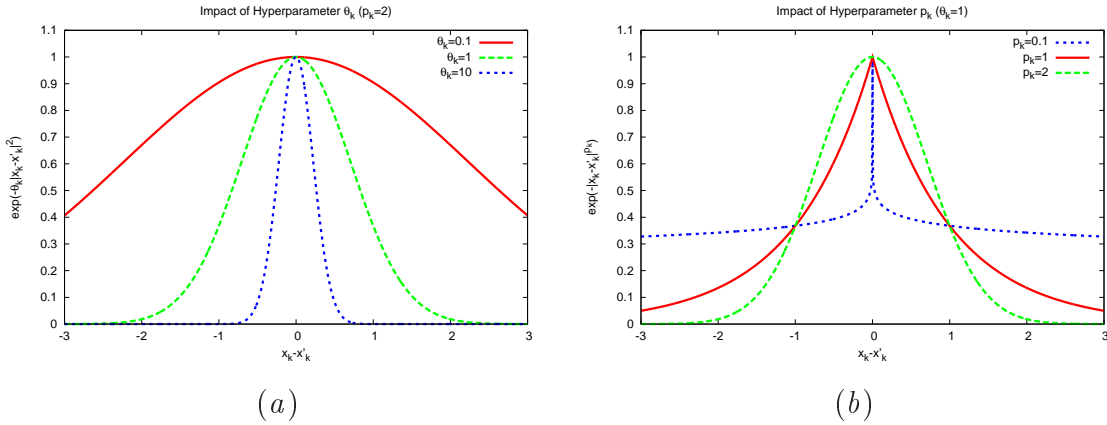 Impact of Hyperparameter θk (pk=2)
exp(-θk|xk-x'k|2)
1.1
1
0.9
0.8
0.7
0.6
0.5
0.4
0.3
0.2
0.1
0
θk=0.1
θk=1
θk=10
-3 -2 -1 0 1 2 3
xk-x'k
(a)
Impact of Hyperparameter pk (θk=1)
exp(-|xk-x'k|pk)
1.1
1
0.9
0.8
0.7
0.6
0.5
0.4
0.3
0.2
0.1
0
pk=0.1
pk=1
pk=2
-3 -2 -1 0 1 2 3
xk-x'k
(b)